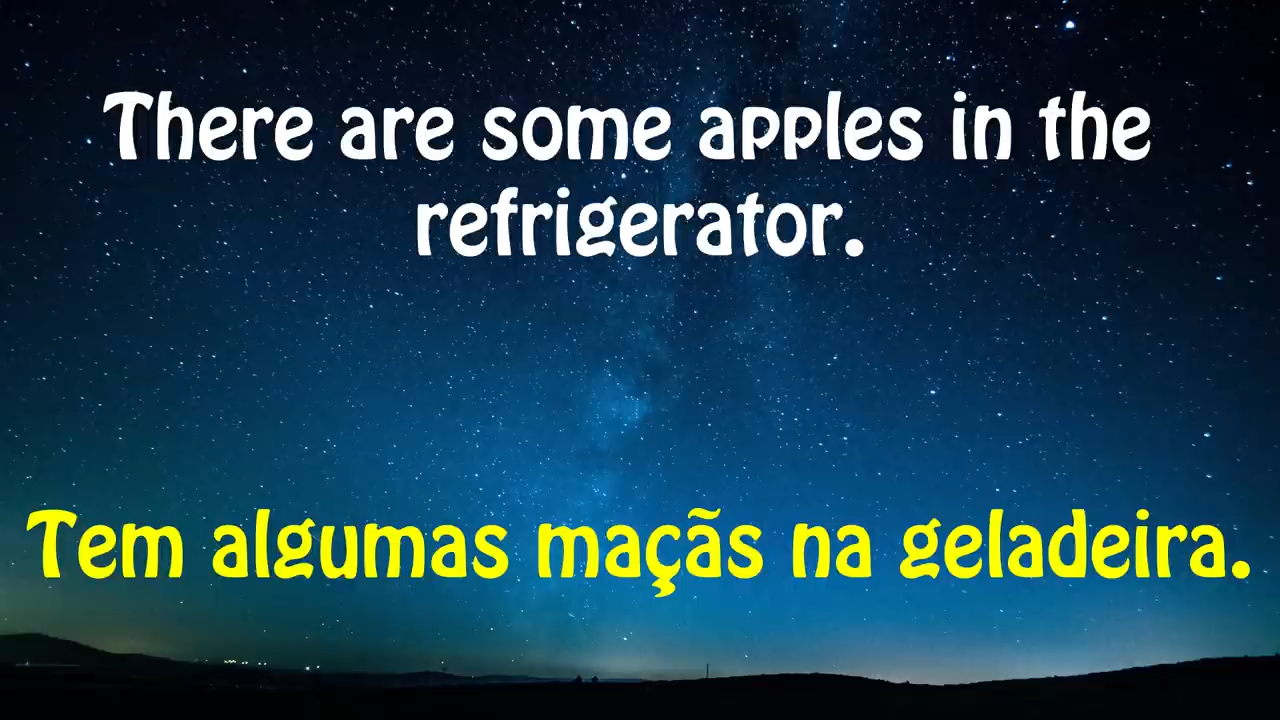 There are some apples in the
refrigerator.
Tem algumas maçãs na geladeira.